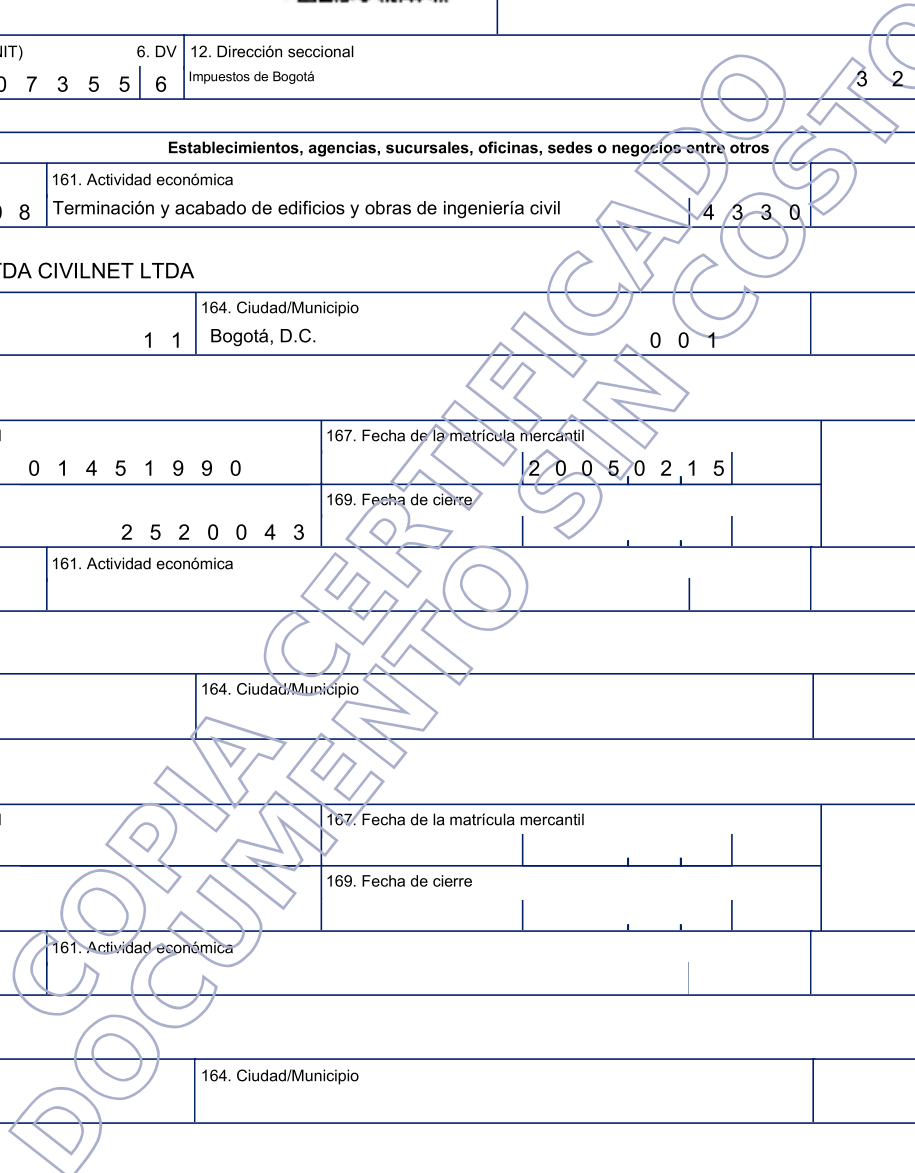 IT) 6. DV 12. Dirección seccional
0 7 3 5 5 6 Impuestos de Bogotá 3 2
Establecimientos, agencias, sucursales, oficinas, sedes o negocios entre otros
161. Actividad económica
0 8 Terminación y acabado de edificios y obras de ingeniería civil 4 3 3 0
TDA CIVILNET LTDA
164. Ciudad/Municipio
1 1 Bogotá, D.C. 0 0 1
167. Fecha de la matrícula mercantil
0 1 4 5 1 9 9 0 2 0 0 5 0 2 1 5
169. Fecha de cierre
2 5 2 0 0 4 3
161. Actividad económica
164. Ciudad/Municipio
167. Fecha de la matrícula mercantil
169. Fecha de cierre
161. Actividad económica
164. Ciudad/Municipio
COPIA CERTIFICADO
DOCUMENTO SIN COSTO